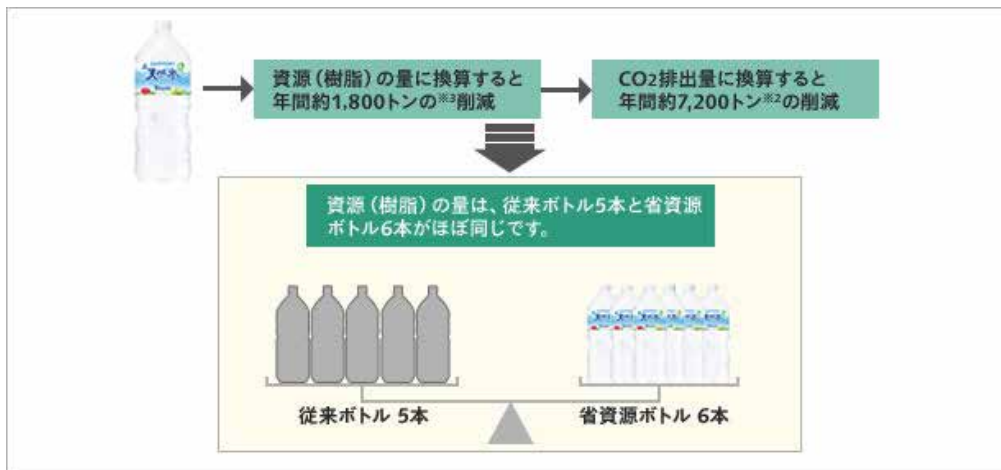 天然水
資源（樹脂）の量に換算すると
年間約1,800トンの※3削減
CO2排出量に換算すると
年間約7,200トン※2の削減
資源（樹脂）の量は、従来ボトル5本と省資源
ボトル6本がほぼ同じです。
従来ボトル 5本
省資源ボトル 6本